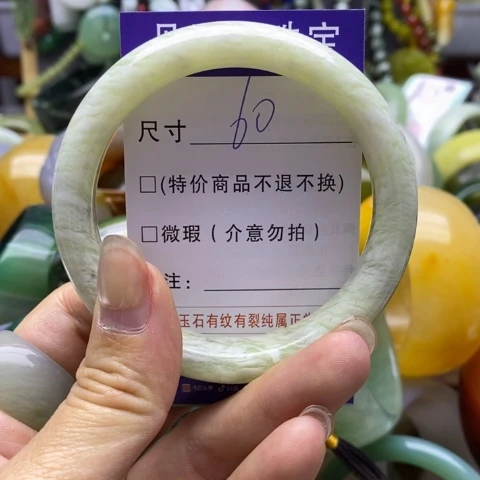 尺寸 60
□(特价商品不退不换)
□微瑕(介意勿拍)
注:
玉石有纹有裂纯属正